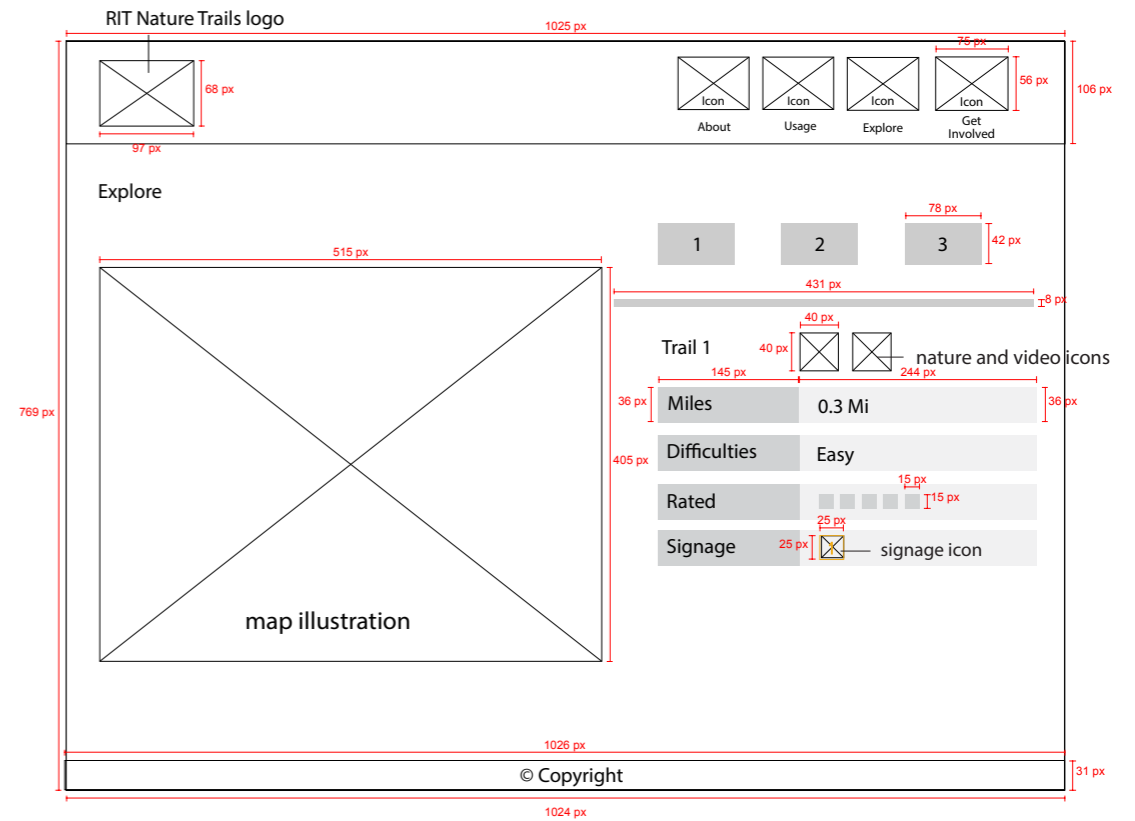 RIT Nature Trails logo
1025 px
75 px
68 px
56 px
106 px
Icon
Icon
Icon
Icon
About
Usage
Explore
Get
Involved
97 px
Explore
78 px
1
2
3
42 px
515 px
431 px
8 px
40 px
Trail 1
40 px
nature and video icons
145 px
244 px
36 px
Miles
0.3 Mi
36 px
769 px
405 px
Difficulties
Easy
15 px
Rated
15 px
25 px
Signage
25 px
signage icon
map illustration
1026 px
© Copyright
31 px
1024 px